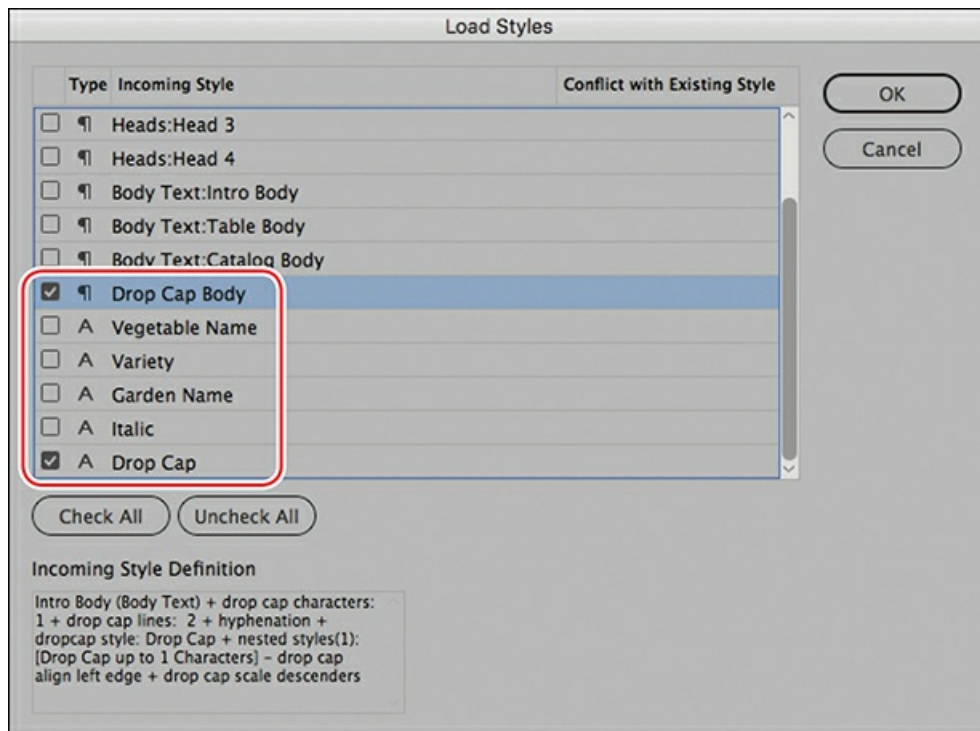 Load Styles
Type Incoming Style Conflict with Existing Style
OK
Cancel
¶ Heads:Head 3
¶ Heads:Head 4
¶ Body Text:Intro Body
¶ Body Text:Table Body
¶ Body Text:Catalog Body
¶ Drop Cap Body
A Vegetable Name
A Variety
A Garden Name
A Italic
A Drop Cap
Check All Uncheck All
Incoming Style Definition
Intro Body (Body Text) + drop cap characters:
1 + drop cap lines: 2 + hyphenation +
dropcap style: Drop Cap + nested styles(1):
[Drop Cap up to 1 Characters] – drop cap
align left edge + drop cap scale descenders